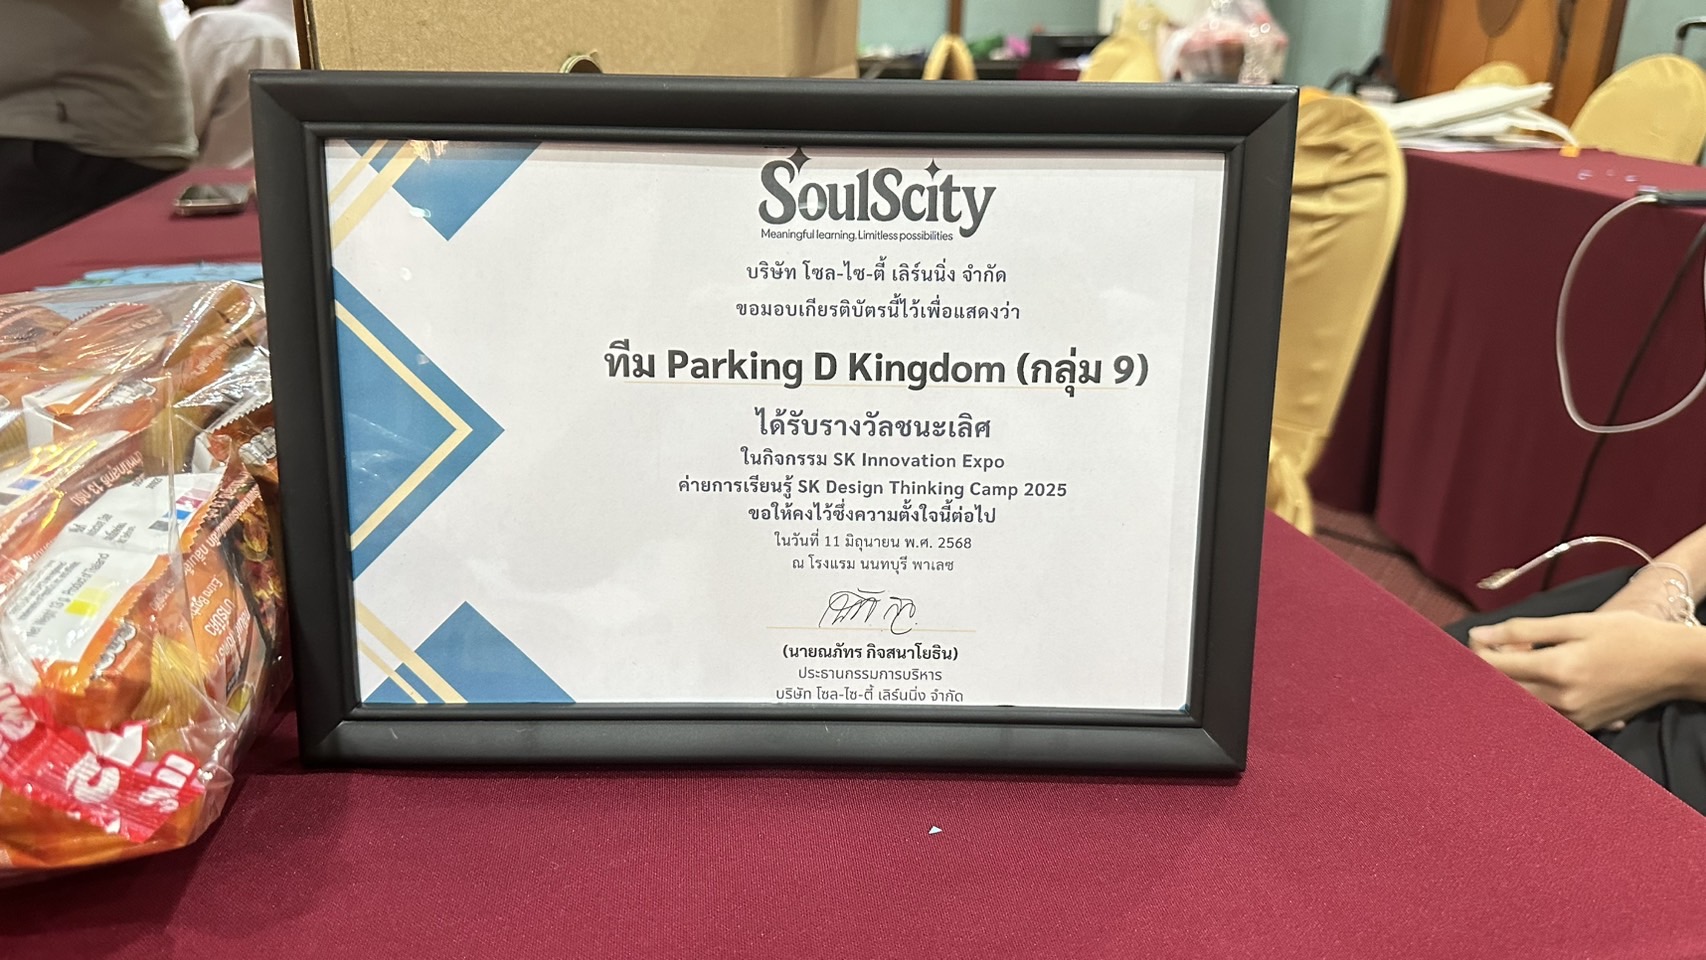 SoulScity
Meaningful learning. Limitless possibilities
บริษัท โซล-ไซ-ตี้ เลิร์นนิ่ง จำกัด
ขอมอบเกียรติบัตรนี้ไว้เพื่อแสดงว่า
ทีม Parking D Kingdom (กลุ่ม 9)
ได้รับรางวัลชนะเลิศ
ในกิจกรรม SK Innovation Expo
ค่ายการเรียนรู้ SK Design Thinking Camp 2025
ขอให้คงไว้ซึ่งความตั้งใจนี้ต่อไป
ในวันที่ 11 มิถุนายน พ.ศ. 2568
ณ โรงแรม นนทบุรี พาเลซ
(นายณภัทร กิจสนาโยธิน)
ประธานกรรมการบริหาร
บริษัท โซล-ไซ-ตี้ เลิร์นนิ่ง จำกัด